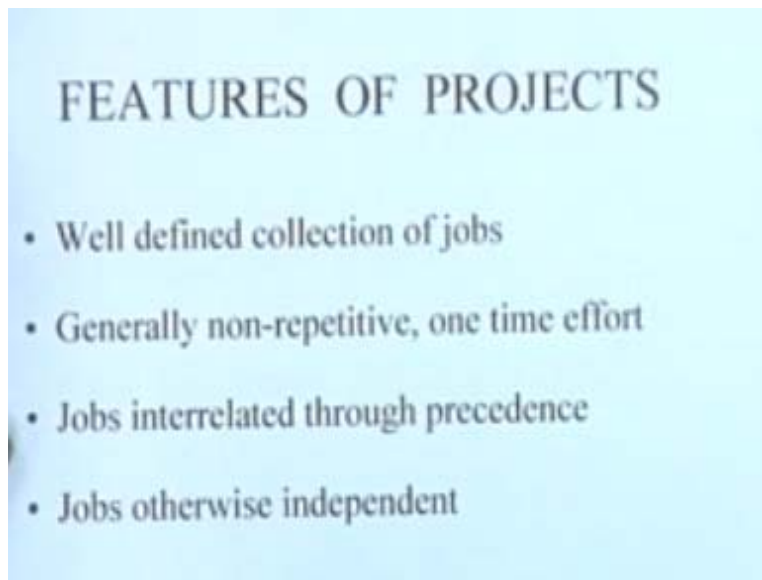 FEATURES OF PROJECTS
• Well defined collection of jobs
• Generally non-repetitive, one time effort
• Jobs interrelated through precedence
• Jobs otherwise independent